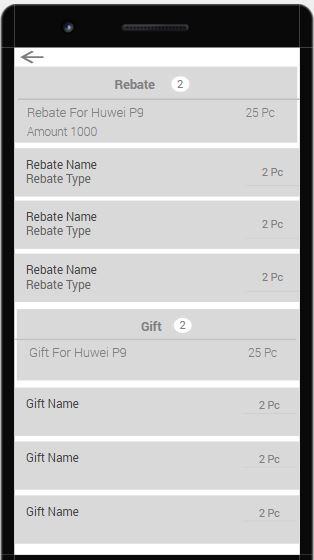 Rebate 2
Rebate For Huwei P9 25 Pc
Amount 1000
Rebate Name
Rebate Type 2 Pc
Rebate Name
Rebate Type 2 Pc
Rebate Name
Rebate Type 2 Pc
Gift 2
Gift For Huwei P9 25 Pc
Gift Name 2 Pc
Gift Name 2 Pc
Gift Name 2 Pc